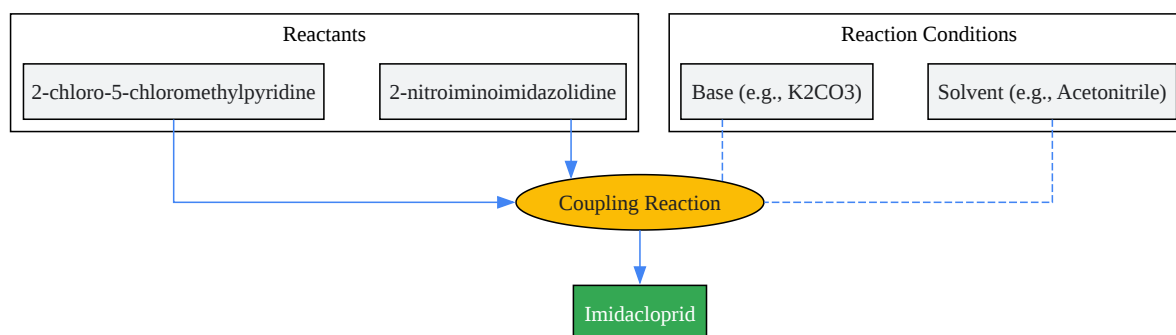 Reactants
Reaction Conditions
2-chloro-5-chloromethylpyridine
2-nitroiminoimidazolidine
Base (e.g., K2CO3)
Solvent (e.g., Acetonitrile)
Coupling Reaction
Imidacloprid